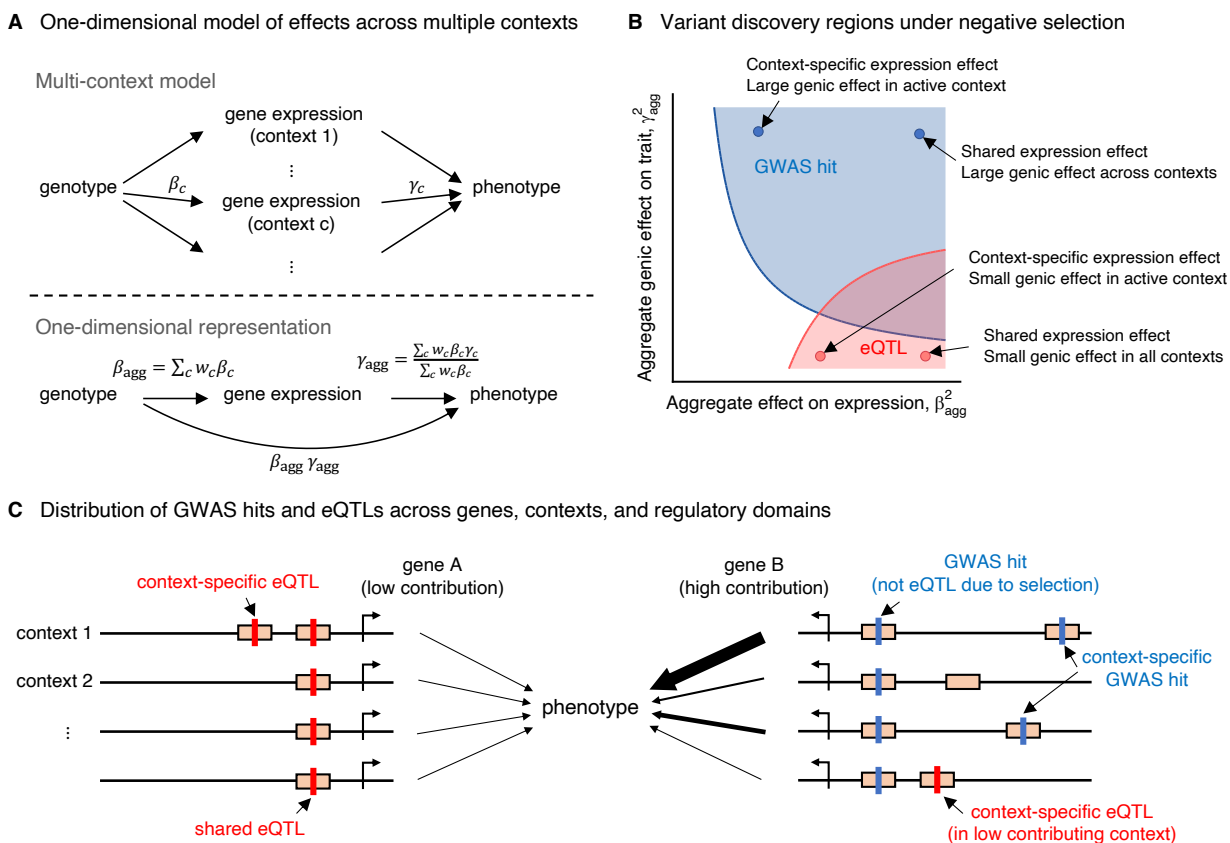 A One-dimensional model of effects across multiple contexts
Multi-context model
gene expression
(context 1)
⋮
genotype
β_c
gene expression
(context c)
γ_c
phenotype
⋮
One-dimensional representation
β_agg = ∑_c w_c β_c
γ_agg = ∑_c w_c β_c γ_c / ∑_c w_c β_c
genotype
gene expression
phenotype
β_agg γ_agg
B Variant discovery regions under negative selection
Context-specific expression effect
Large genic effect in active context
Shared expression effect
Large genic effect across contexts
GWAS hit
Context-specific expression effect
Small genic effect in active context
Shared expression effect
Small genic effect in all contexts
eQTL
Aggregate genic effect on trait, γ²_agg
Aggregate effect on expression, β²_agg
C Distribution of GWAS hits and eQTLs across genes, contexts, and regulatory domains
context-specific eQTL
gene A
(low contribution)
gene B
(high contribution)
GWAS hit
(not eQTL due to selection)
context 1
context 2
⋮
phenotype
context-specific
GWAS hit
shared eQTL
context-specific eQTL
(in low contributing context)